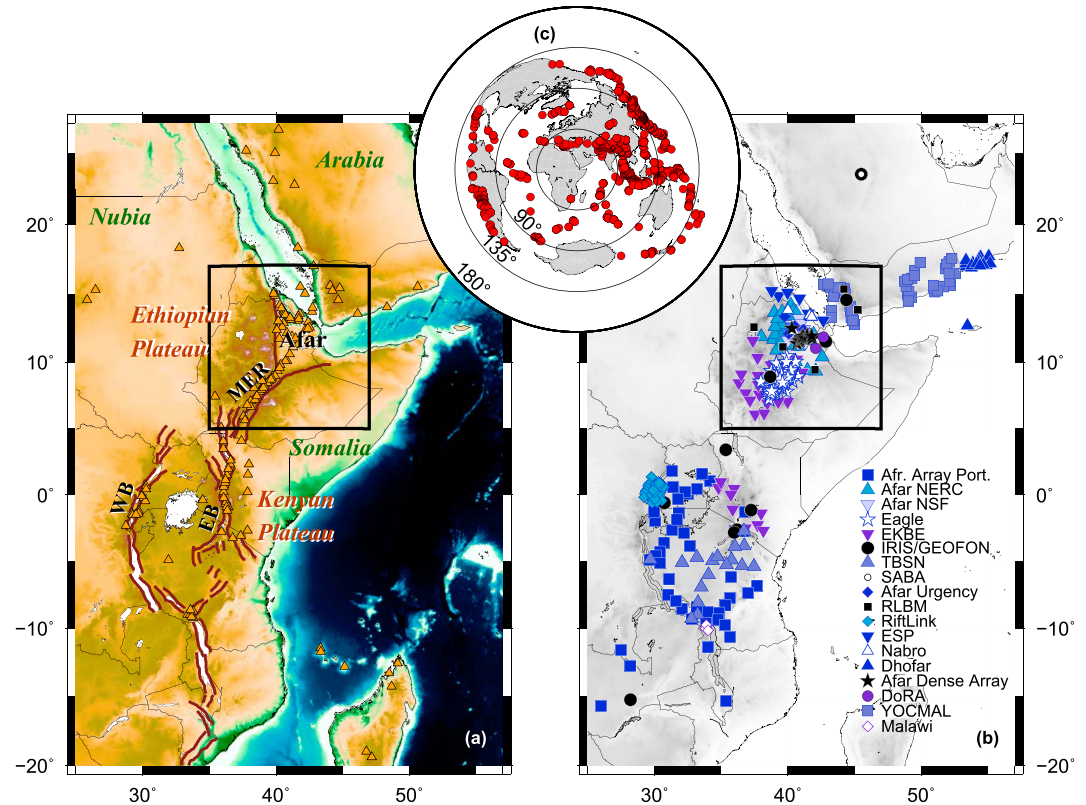 (c)
90°
135°
180°
Arabia
Nubia
Ethiopian
Plateau
Afar
MER
Somalia
WB
EB
Kenyan
Plateau
(a)
20°
10°
0°
−10°
−20°
30°
40°
50°
Afr. Array Port.
Afar NERC
Afar NSF
Eagle
EKBE
IRIS/GEOFON
TBSN
SABA
Afar Urgency
RLBM
RiftLink
ESP
Nabro
Dhofar
Afar Dense Array
DoRA
YOCMAL
Malawi
(b)
20°
10°
0°
−10°
−20°
30°
40°
50°